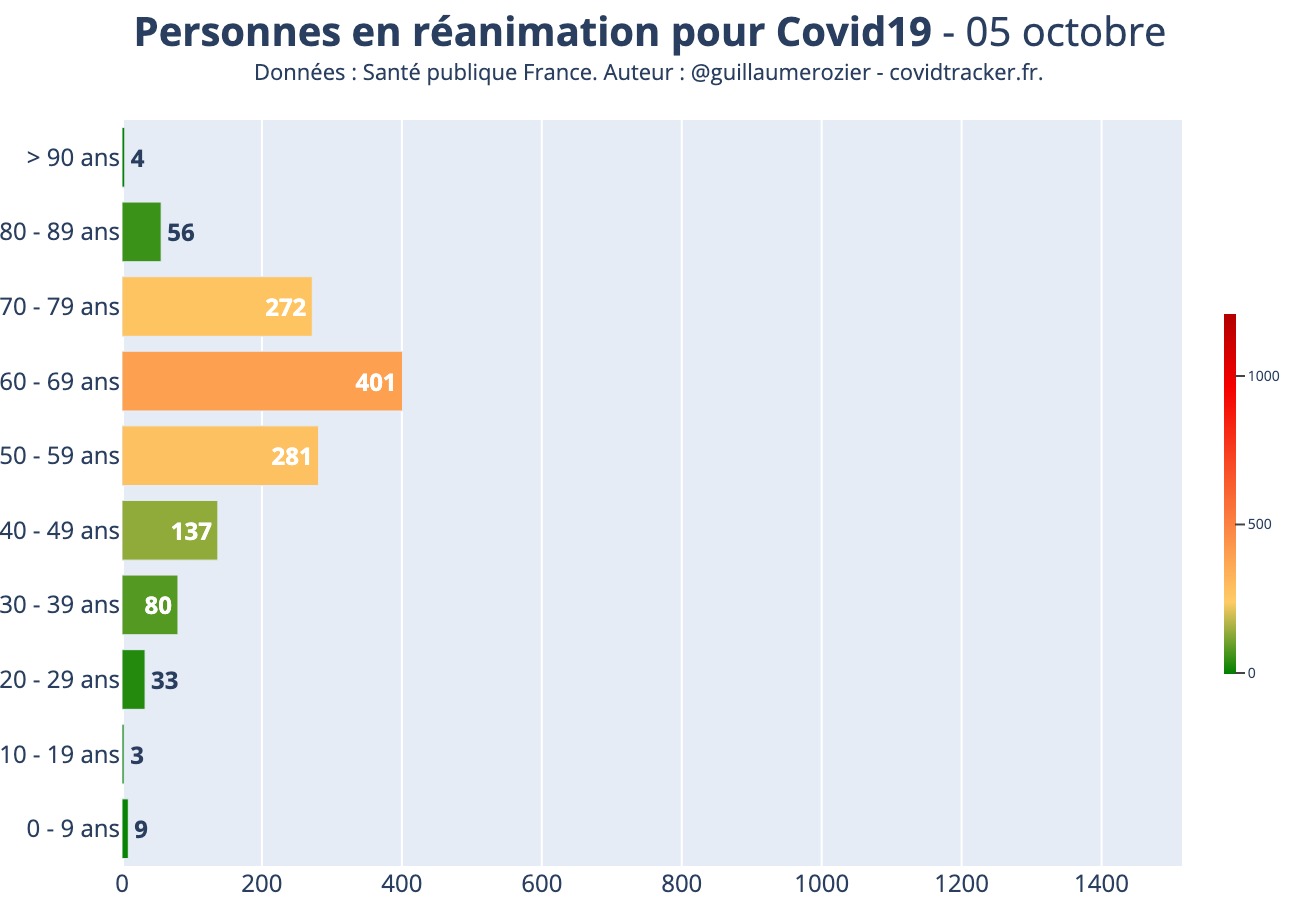 Personnes en réanimation pour Covid19 - 05 octobre
Données : Santé publique France. Auteur : @guillaumerozier - covidtracker.fr.
> 90 ans 4
80 - 89 ans 56
70 - 79 ans 272
60 - 69 ans 401
50 - 59 ans 281
40 - 49 ans 137
30 - 39 ans 80
20 - 29 ans 33
10 - 19 ans 3
0 - 9 ans 9
0 200 400 600 800 1000 1200 1400
1000
500
0